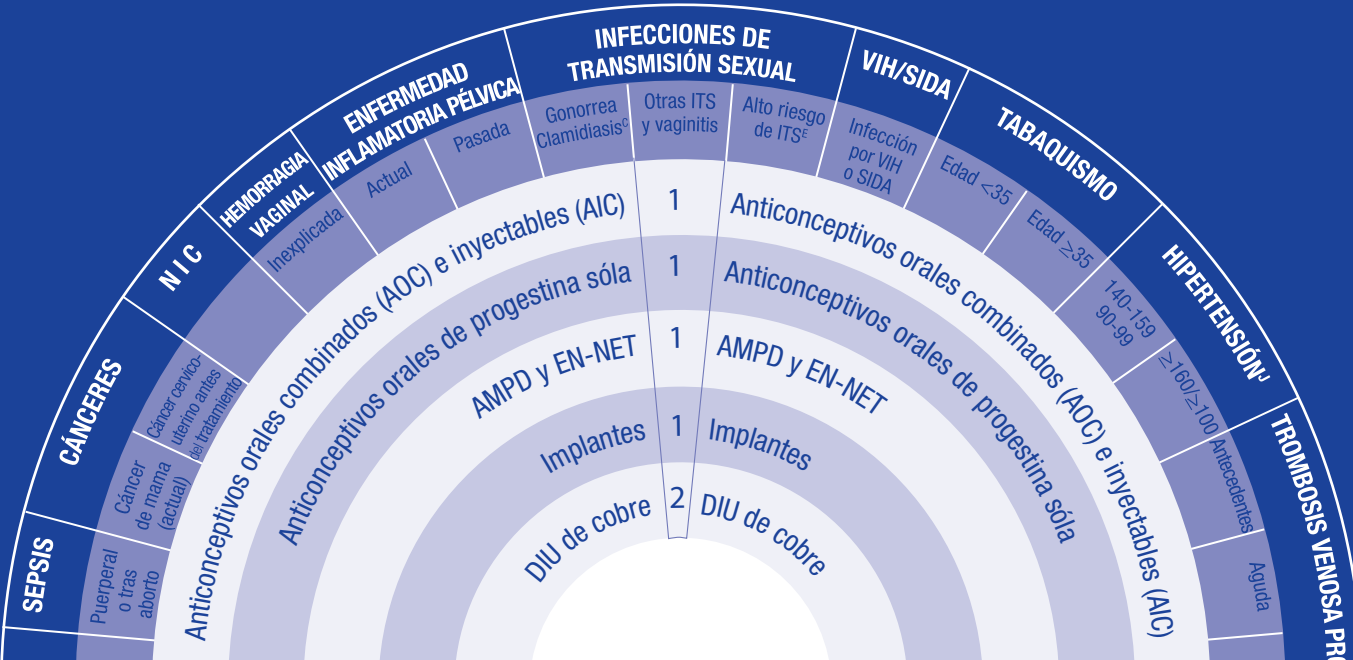 SEPSIS
Puerperal
o tras
aborto
CÁNCERES
Cáncer
de mama
(actual)
Cáncer cervico-
uterino antes
del tratamiento
NIC
HEMORRAGIA
VAGINAL
Inexplicada
ENFERMEDAD
INFLAMATORIA PÉLVICA
Actual
Pasada
INFECCIONES DE
TRANSMISIÓN SEXUAL
Gonorrea
Clamidiasis^C
Otras ITS
y vaginitis
Alto riesgo
de ITS^E
VIH/SIDA
Infección
por VIH
o SIDA
TABAQUISMO
Edad <35
Edad ≥35
HIPERTENSIÓN^J
140-159
90-99
≥160/≥100
TROMBOSIS VENOSA PRO
Antecedentes
Aguda
Anticonceptivos orales combinados (AOC) e inyectables (AIC)
1
Anticonceptivos orales combinados (AOC) e inyectables (AIC)
Anticonceptivos orales de progestina sóla
1
Anticonceptivos orales de progestina sóla
AMPD y EN-NET
1
AMPD y EN-NET
Implantes
1
Implantes
DIU de cobre
2
DIU de cobre